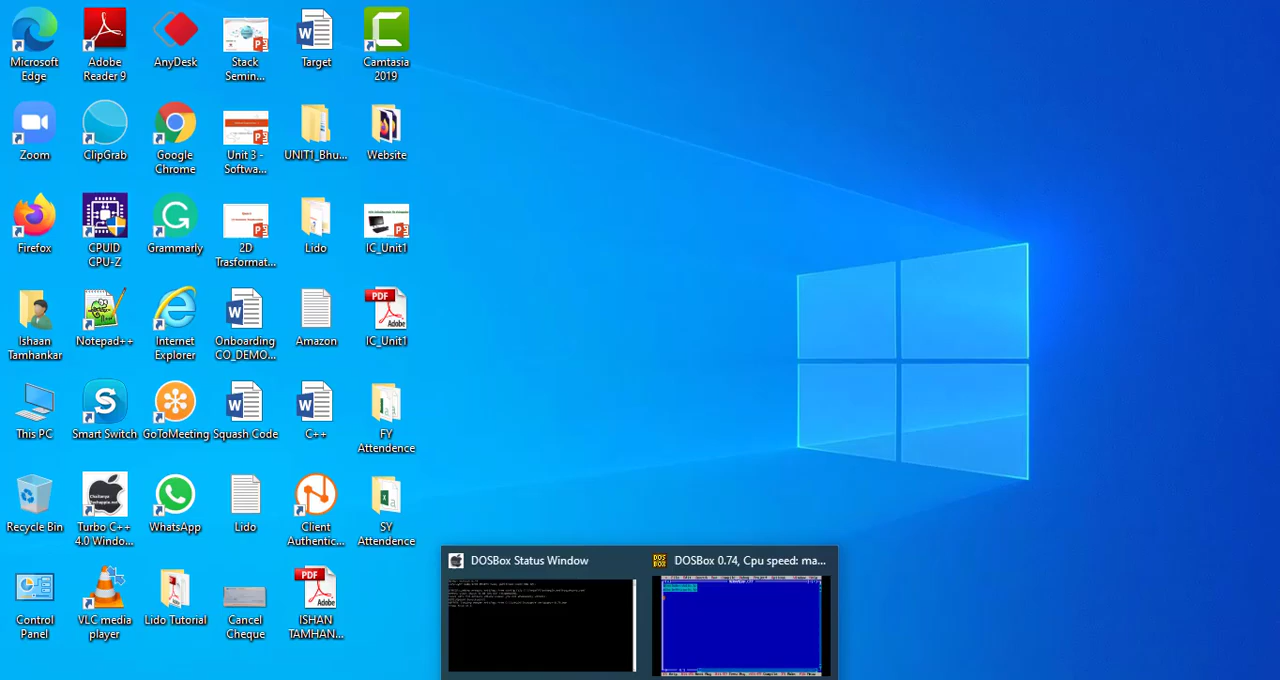 Microsoft
Edge
Adobe
Reader 9
AnyDesk
Stack
Semin...
Target
Camtasia
2019
Zoom
ClipGrab
Google
Chrome
Unit 3 -
Softwa...
UNIT1_Bhu...
Website
Firefox
CPUID
CPU-Z
Grammarly
2D
Trasformat...
Lido
IC_Unit1
Ishaan
Tamhankar
Notepad++
Internet
Explorer
Onboarding
CO_DEMO...
Amazon
PDF
Adobe
IC_Unit1
This PC
Smart Switch
GoToMeeting
Squash Code
C++
FY
Attendence
Recycle Bin
Turbo C++
4.0 Windo...
WhatsApp
Lido
Client
Authentic...
SY
Attendence
Control
Panel
VLC media
player
Lido Tutorial
Cancel
Cheque
PDF
Adobe
ISHAN
TAMHAN...
DOSBox Status Window
DOSBox 0.74, Cpu speed: ma...